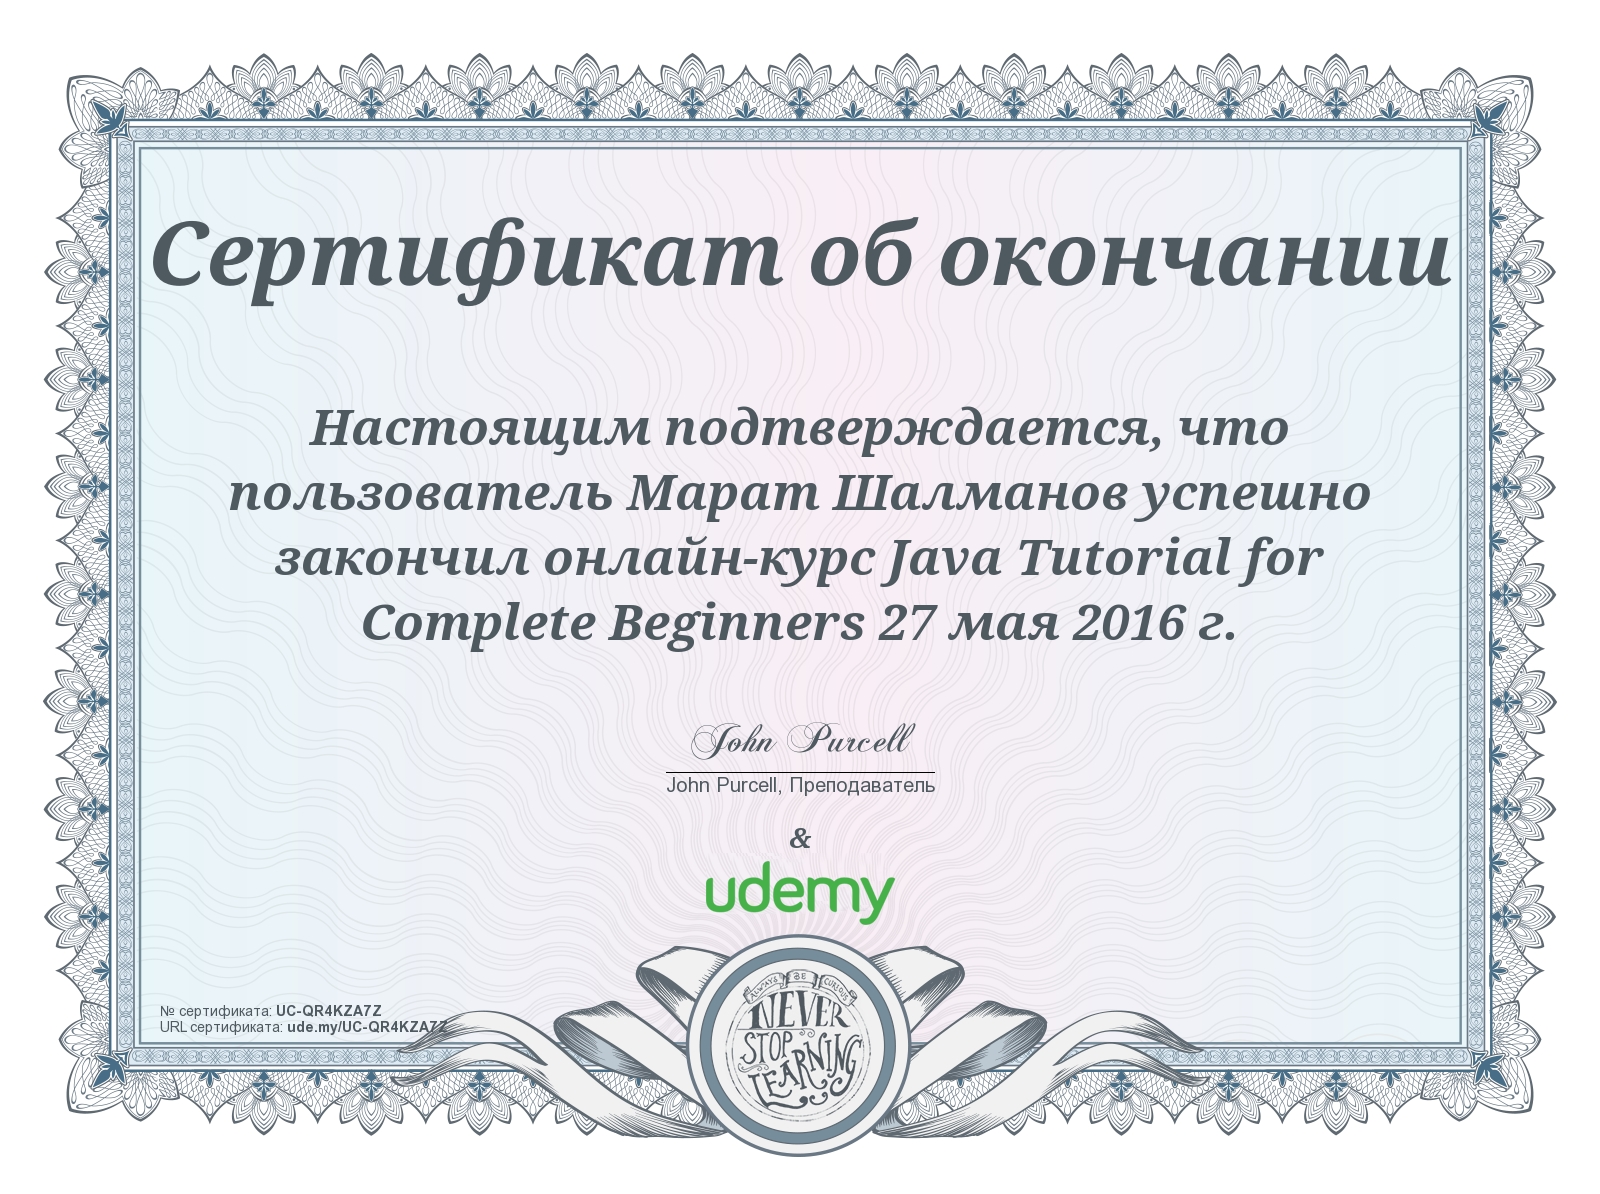 Сертификат об окончании
Настоящим подтверждается, что
пользователь Марат Шалманов успешно
закончил онлайн-курс Java Tutorial for
Complete Beginners 27 мая 2016 г.
John Purcell
John Purcell, Преподаватель
&
udemy
№ сертификата: UC-QR4KZA7Z
URL сертификата: ude.my/UC-QR4KZA7Z
ALWAYS BE CURIOUS
NEVER
STOP
LEARNING